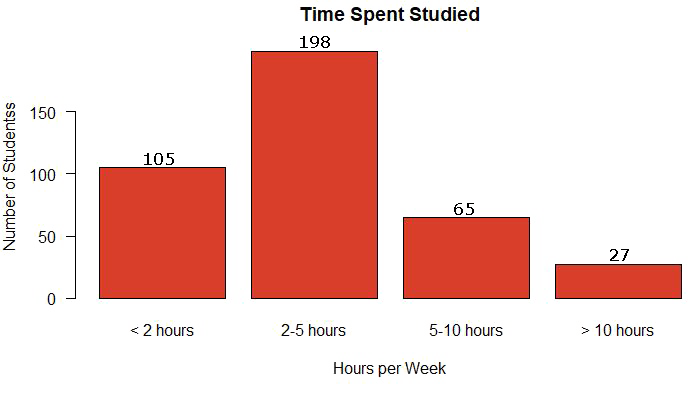 Time Spent Studied
198
150
105
100
65
50
27
0
Number of Studentss
< 2 hours
2-5 hours
5-10 hours
> 10 hours
Hours per Week